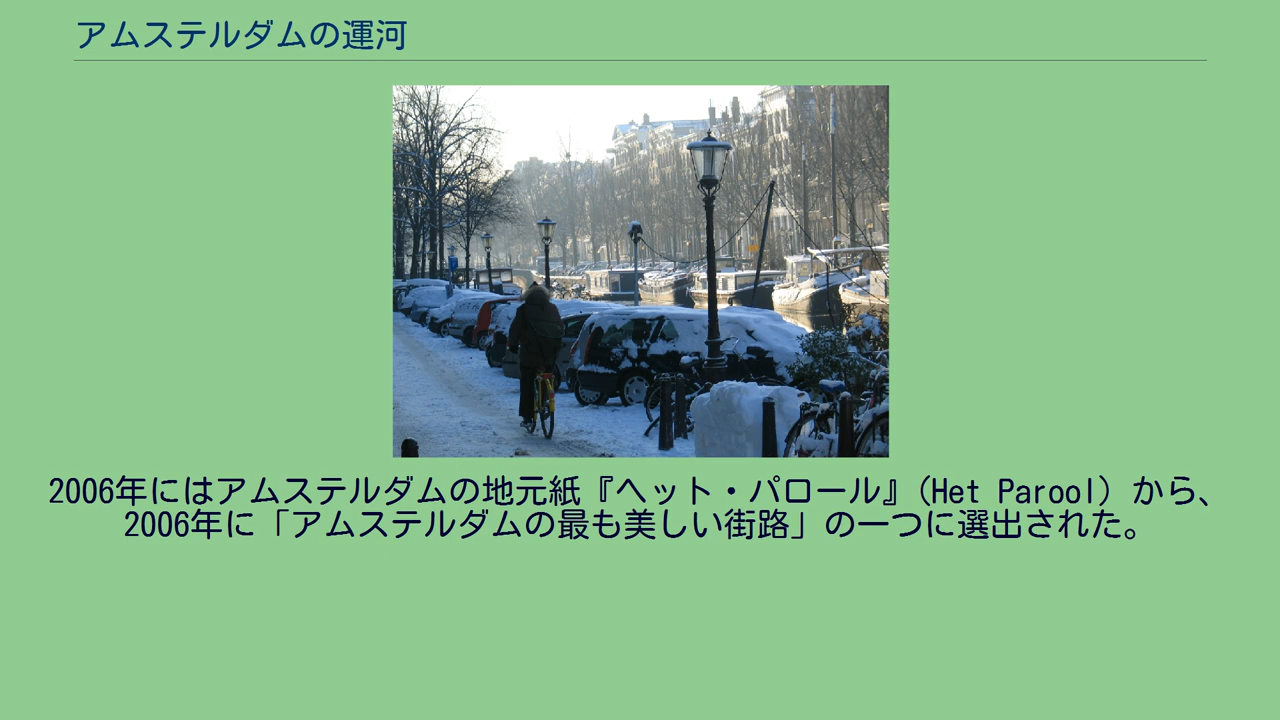 アムステルダムの運河
2006年にはアムステルダムの地元紙『ヘット・パロール』(Het Parool) から、
2006年に「アムステルダムの最も美しい街路」の一つに選出された。